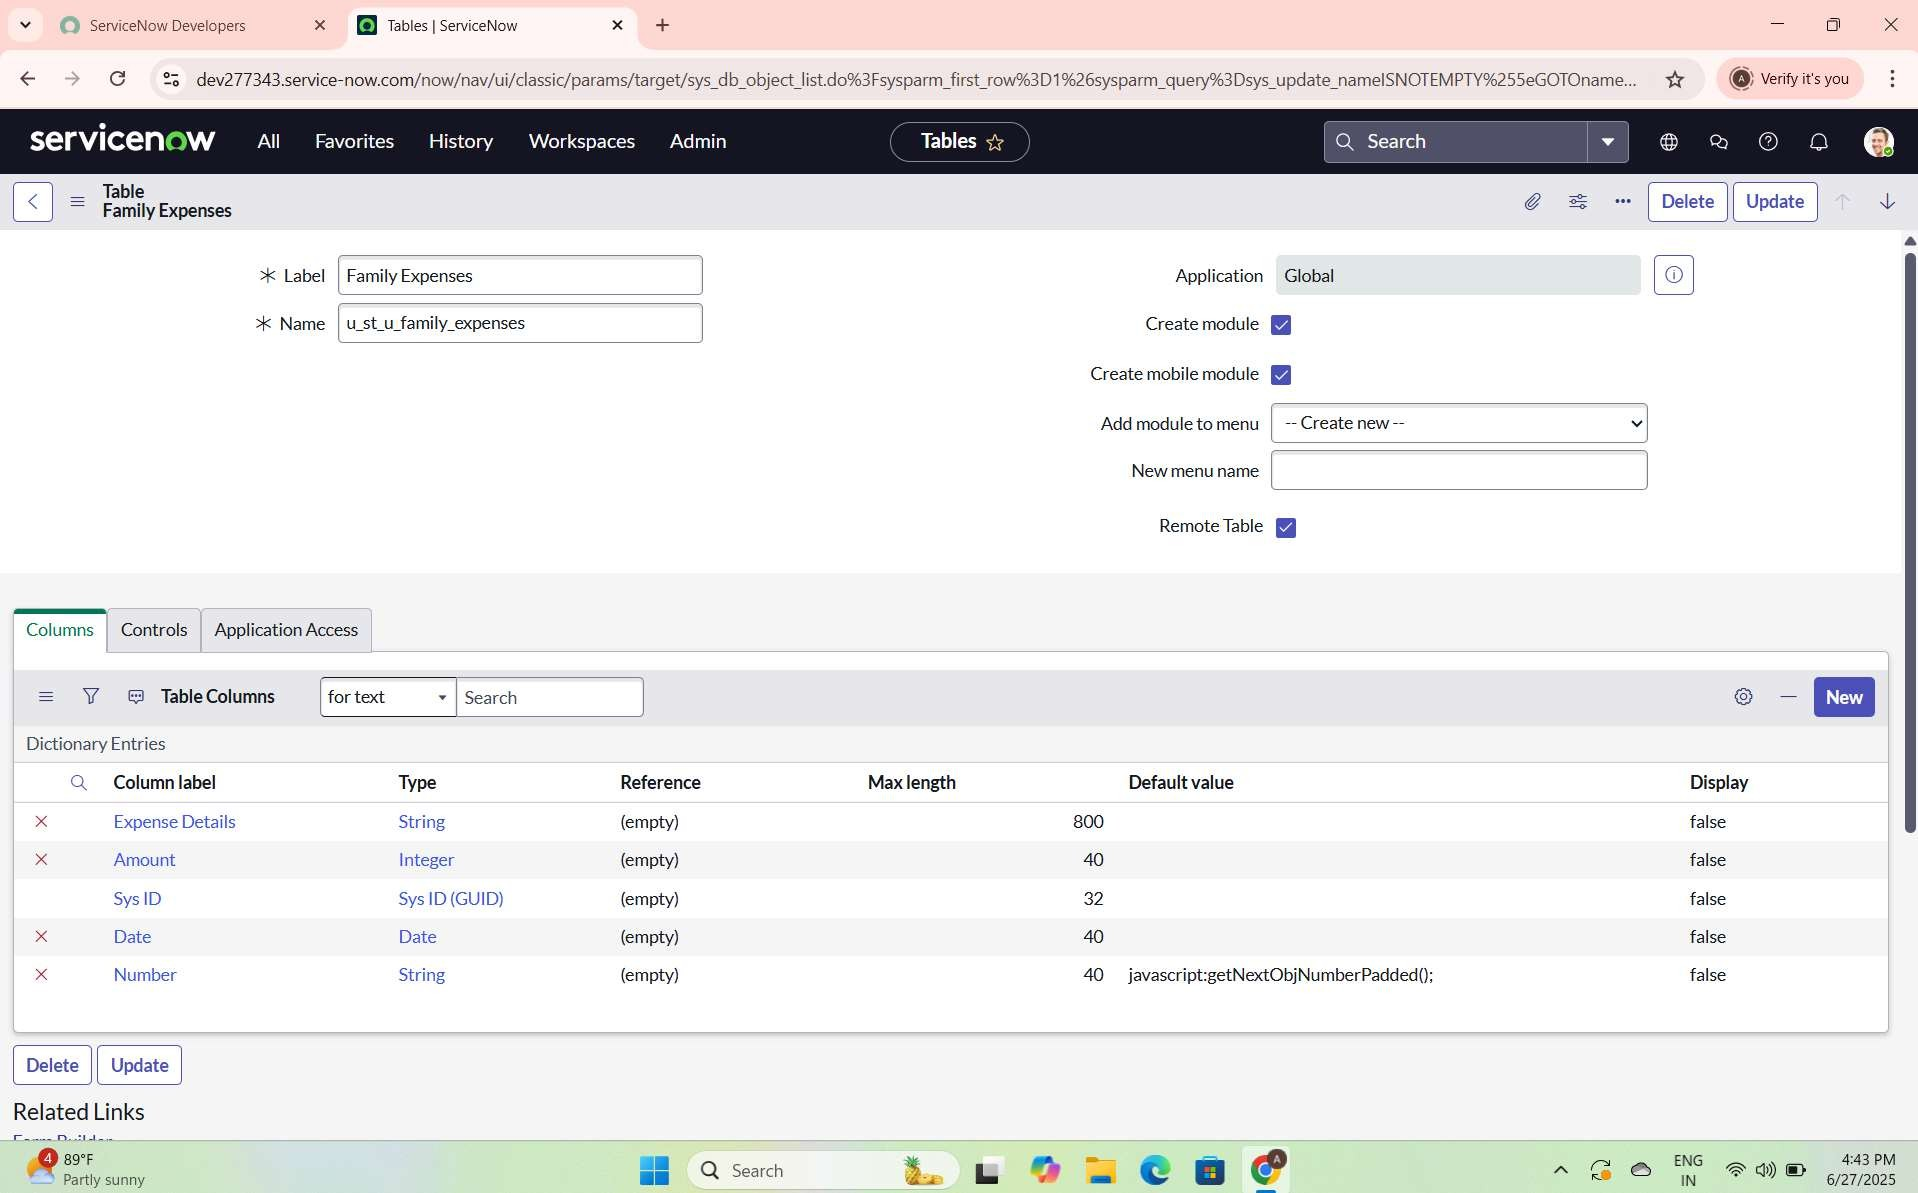 ServiceNow Developers
Tables | ServiceNow
dev277343.service-now.com/now/nav/ui/classic/params/target/sys_db_object_list.do%3Fsysparm_first_row%3D1%26sysparm_query%3Dsys_update_nameISNOTEMPTY%255eGOTOname...
A
Verify it's you
servicenow
All
Favorites
History
Workspaces
Admin
Tables
Search
Table
Family Expenses
Delete
Update
Label
Family Expenses
Name
u_st_u_family_expenses
Application
Global
Create module
Create mobile module
Add module to menu
-- Create new --
New menu name
Remote Table
Columns
Controls
Application Access
Table Columns
for text
Search
New
Dictionary Entries
Column label Type Reference Max length Default value Display
Expense Details String (empty) 800 false
Amount Integer (empty) 40 false
Sys ID Sys ID (GUID) (empty) 32 false
Date Date (empty) 40 false
Number String (empty) 40 javascript:getNextObjNumberPadded(); false
Delete
Update
Related Links
Form Builder
4
89°F
Partly sunny
Search
A
ENG
IN
4:43 PM
6/27/2025